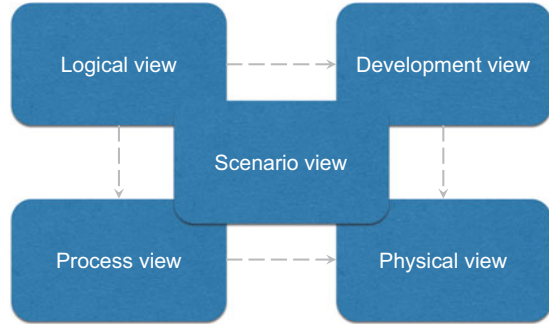 Logical view
Development view
Scenario view
Process view
Physical view